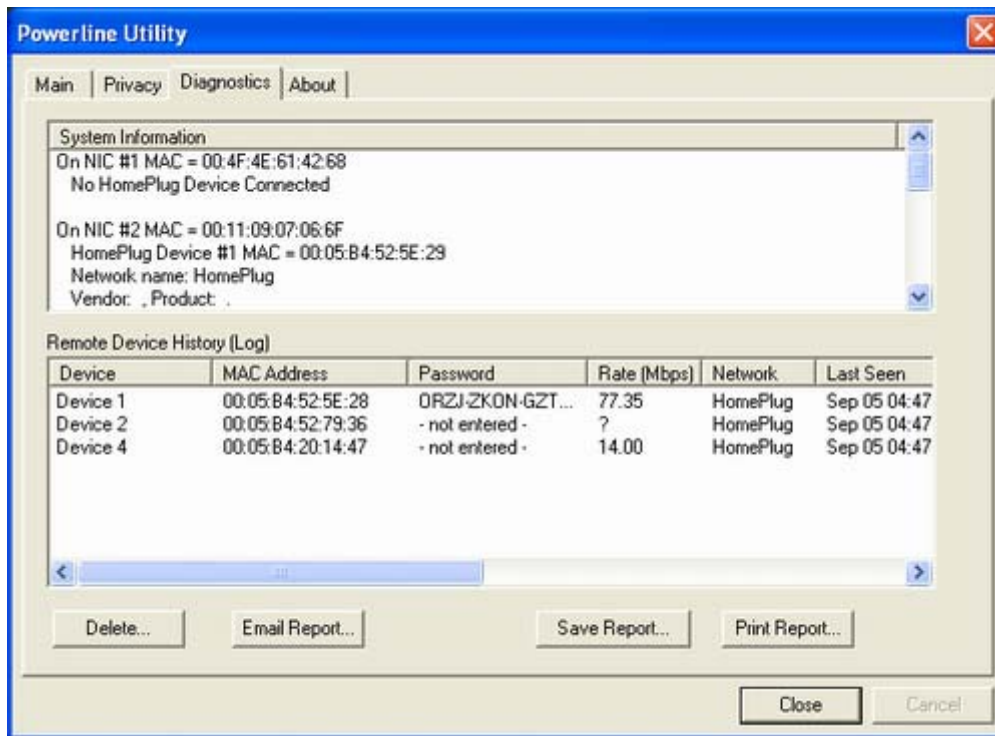 Powerline Utility
Main Privacy Diagnostics About
System Information
On NIC #1 MAC = 00:4F:4E:61:42:68
No HomePlug Device Connected
On NIC #2 MAC = 00:11:09:07:06:6F
HomePlug Device #1 MAC = 00:05:B4:52:5E:29
Network name: HomePlug
Vendor: , Product: .
Remote Device History (Log)
Device MAC Address Password Rate (Mbps) Network Last Seen
Device 1 00:05:B4:52:5E:28 ORZJ-ZKON-GZT... 77.35 HomePlug Sep 05 04:47
Device 2 00:05:B4:52:79:36 - not entered - ? HomePlug Sep 05 04:47
Device 4 00:05:B4:20:14:47 - not entered - 14.00 HomePlug Sep 05 04:47
Delete... Email Report... Save Report... Print Report...
Close Cancel